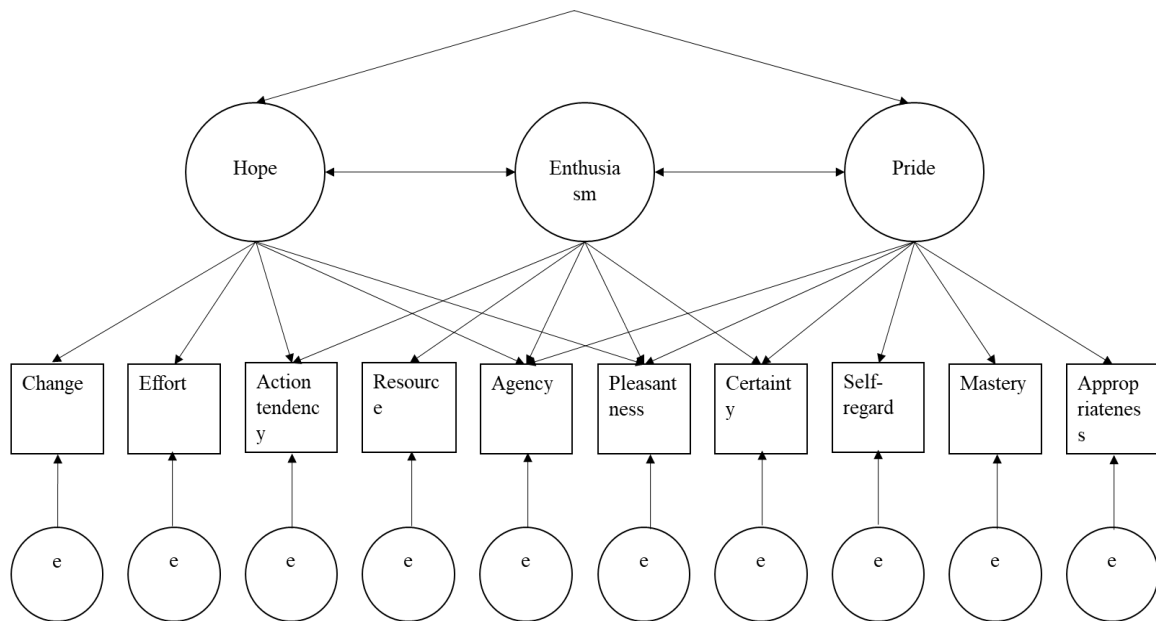 Hope
Enthusia
sm
Pride
Change
Effort
Action
tendenc
y
Resourc
e
Agency
Pleasant
ness
Certaint
y
Self-
regard
Mastery
Approp
riatenes
s
e
e
e
e
e
e
e
e
e
e